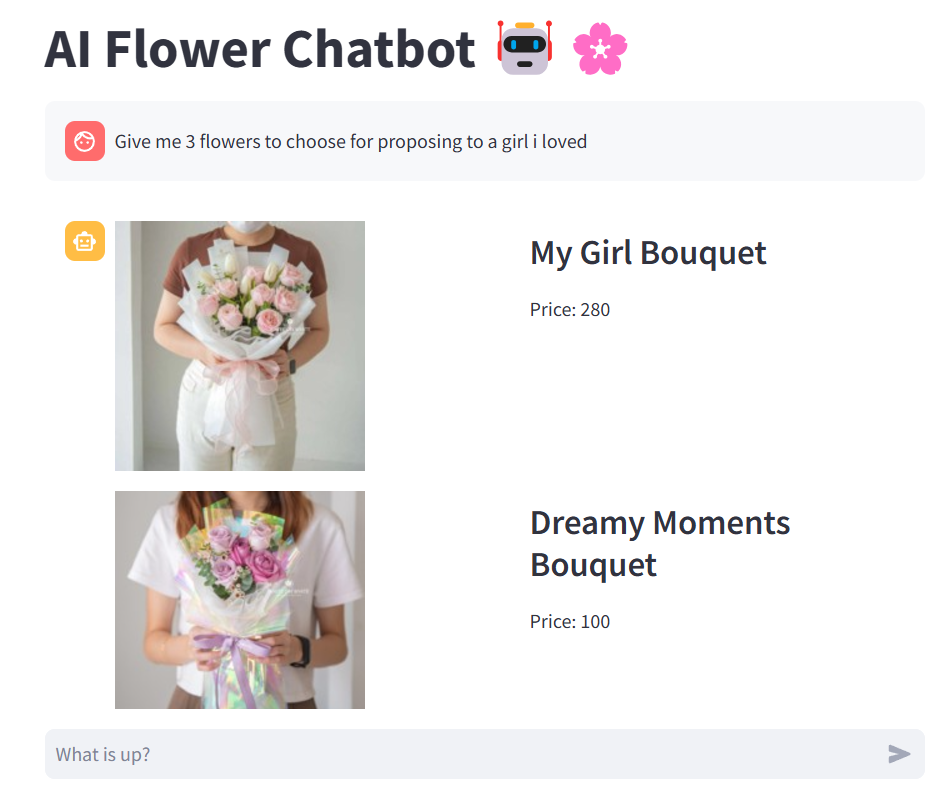 AI Flower Chatbot
Give me 3 flowers to choose for proposing to a girl i loved
My Girl Bouquet
Price: 280
Dreamy Moments
Bouquet
Price: 100
What is up?